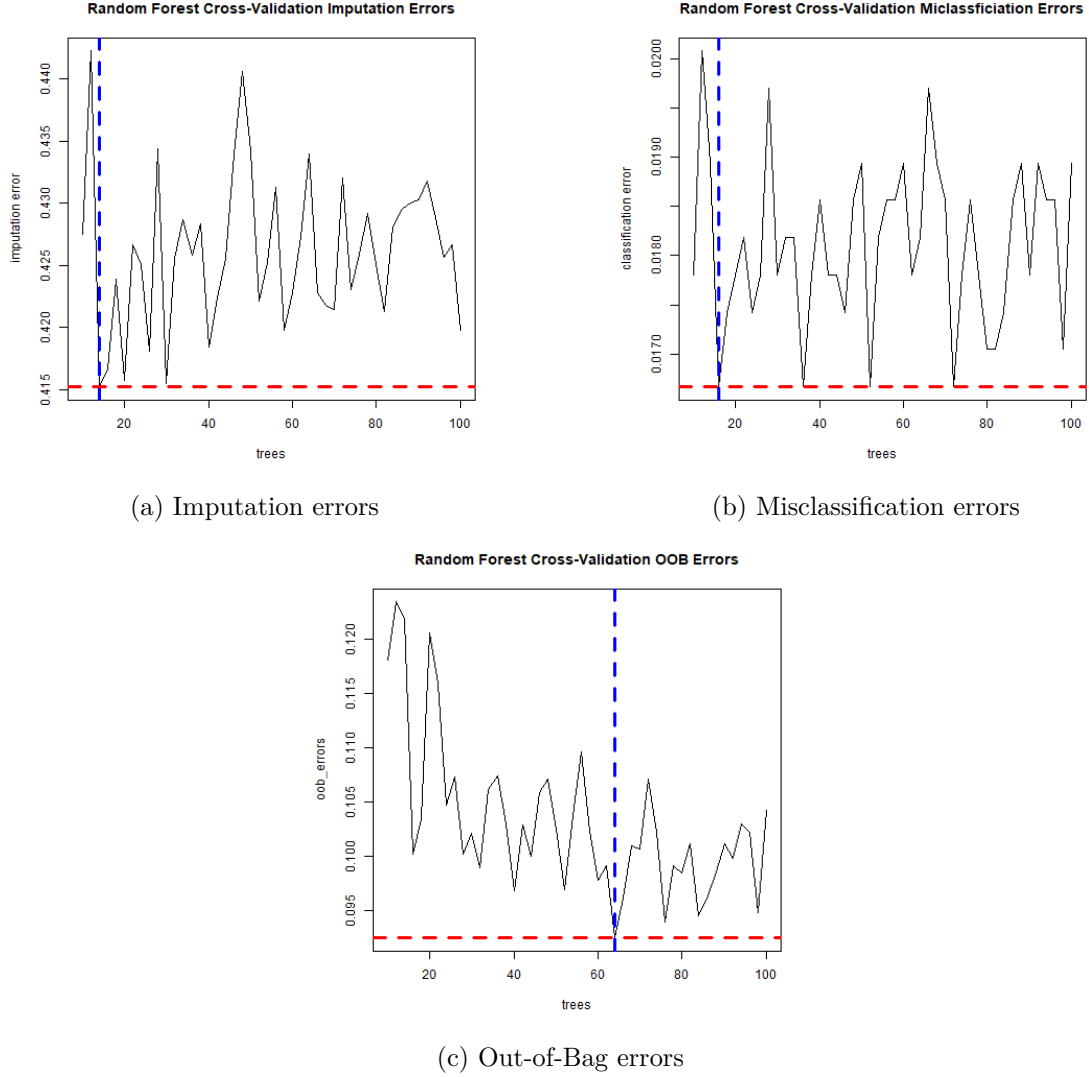 Random Forest Cross-Validation Imputation Errors
imputation error
0.415 0.420 0.425 0.430 0.435 0.440
20 40 60 80 100
trees
(a) Imputation errors
Random Forest Cross-Validation Miclassficiation Errors
classification error
0.0170 0.0180 0.0190 0.0200
20 40 60 80 100
trees
(b) Misclassification errors
Random Forest Cross-Validation OOB Errors
oob_errors
0.095 0.100 0.105 0.110 0.115 0.120
20 40 60 80 100
trees
(c) Out-of-Bag errors